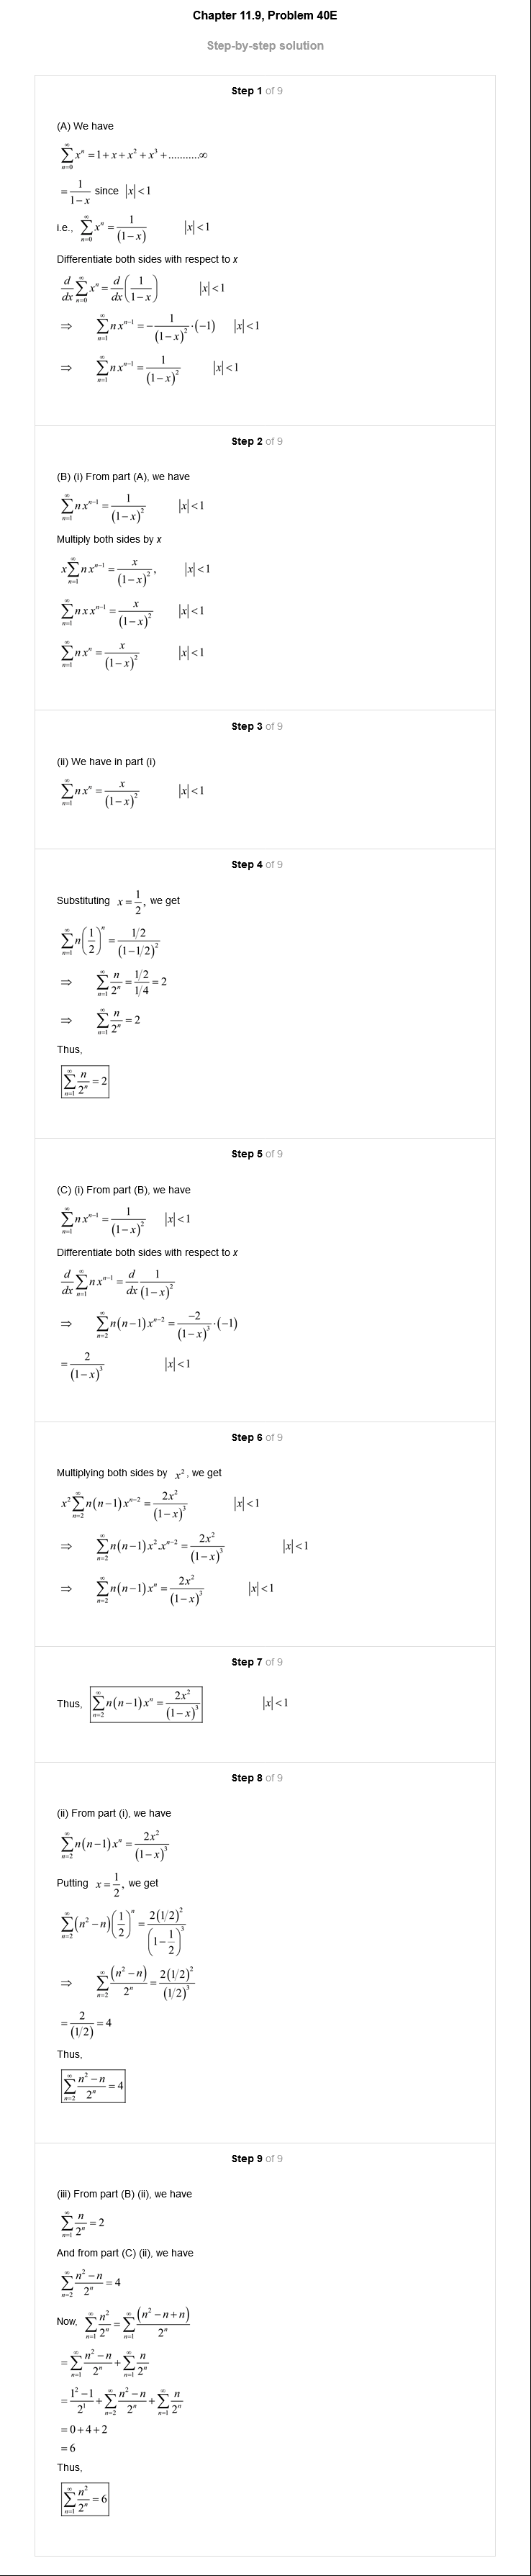 Chapter 11.9, Problem 40E
Step-by-step solution
Step 1 of 9
(A) We have
\sum_{n=0}^{\infty} x^n = 1 + x + x^2 + x^3 + ...........\infty
= \frac{1}{1-x} since |x| < 1
i.e., \sum_{n=0}^{\infty} x^n = \frac{1}{(1-x)} |x| < 1
Differentiate both sides with respect to x
\frac{d}{dx} \sum_{n=0}^{\infty} x^n = \frac{d}{dx} \left( \frac{1}{1-x} \right) |x| < 1
⇒ \sum_{n=1}^{\infty} n x^{n-1} = -\frac{1}{(1-x)^2} \cdot (-1) |x| < 1
⇒ \sum_{n=1}^{\infty} n x^{n-1} = \frac{1}{(1-x)^2} |x| < 1
Step 2 of 9
(B) (i) From part (A), we have
\sum_{n=1}^{\infty} n x^{n-1} = \frac{1}{(1-x)^2} |x| < 1
Multiply both sides by x
x \sum_{n=1}^{\infty} n x^{n-1} = \frac{x}{(1-x)^2}, |x| < 1
\sum_{n=1}^{\infty} n x x^{n-1} = \frac{x}{(1-x)^2} |x| < 1
\sum_{n=1}^{\infty} n x^n = \frac{x}{(1-x)^2} |x| < 1
Step 3 of 9
(ii) We have in part (i)
\sum_{n=1}^{\infty} n x^n = \frac{x}{(1-x)^2} |x| < 1
Step 4 of 9
Substituting x = \frac{1}{2}, we get
\sum_{n=1}^{\infty} n \left( \frac{1}{2} \right)^n = \frac{1/2}{(1-1/2)^2}
⇒ \sum_{n=1}^{\infty} \frac{n}{2^n} = \frac{1/2}{1/4} = 2
⇒ \sum_{n=1}^{\infty} \frac{n}{2^n} = 2
Thus,
\sum_{n=1}^{\infty} \frac{n}{2^n} = 2
Step 5 of 9
(C) (i) From part (B), we have
\sum_{n=1}^{\infty} n x^{n-1} = \frac{1}{(1-x)^2} |x| < 1
Differentiate both sides with respect to x
\frac{d}{dx} \sum_{n=1}^{\infty} n x^{n-1} = \frac{d}{dx} \frac{1}{(1-x)^2}
⇒ \sum_{n=2}^{\infty} n(n-1) x^{n-2} = \frac{-2}{(1-x)^3} \cdot (-1)
= \frac{2}{(1-x)^3} |x| < 1
Step 6 of 9
Multiplying both sides by x^2, we get
x^2 \sum_{n=2}^{\infty} n(n-1) x^{n-2} = \frac{2x^2}{(1-x)^3} |x| < 1
⇒ \sum_{n=2}^{\infty} n(n-1) x^2 . x^{n-2} = \frac{2x^2}{(1-x)^3} |x| < 1
⇒ \sum_{n=2}^{\infty} n(n-1) x^n = \frac{2x^2}{(1-x)^3} |x| < 1
Step 7 of 9
Thus, \sum_{n=2}^{\infty} n(n-1) x^n = \frac{2x^2}{(1-x)^3} |x| < 1
Step 8 of 9
(ii) From part (i), we have
\sum_{n=2}^{\infty} n(n-1) x^n = \frac{2x^2}{(1-x)^3}
Putting x = \frac{1}{2}, we get
\sum_{n=2}^{\infty} (n^2 - n) \left( \frac{1}{2} \right)^n = \frac{2(1/2)^2}{\left( 1 - \frac{1}{2} \right)^3}
⇒ \sum_{n=2}^{\infty} \frac{(n^2 - n)}{2^n} = \frac{2(1/2)^2}{(1/2)^3}
= \frac{2}{(1/2)} = 4
Thus,
\sum_{n=2}^{\infty} \frac{n^2 - n}{2^n} = 4
Step 9 of 9
(iii) From part (B) (ii), we have
\sum_{n=1}^{\infty} \frac{n}{2^n} = 2
And from part (C) (ii), we have
\sum_{n=2}^{\infty} \frac{n^2 - n}{2^n} = 4
Now, \sum_{n=1}^{\infty} \frac{n^2}{2^n} = \sum_{n=1}^{\infty} \frac{(n^2 - n + n)}{2^n}
= \sum_{n=1}^{\infty} \frac{n^2 - n}{2^n} + \sum_{n=1}^{\infty} \frac{n}{2^n}
= \frac{1^2 - 1}{2^1} + \sum_{n=2}^{\infty} \frac{n^2 - n}{2^n} + \sum_{n=1}^{\infty} \frac{n}{2^n}
= 0 + 4 + 2
= 6
Thus,
\sum_{n=1}^{\infty} \frac{n^2}{2^n} = 6